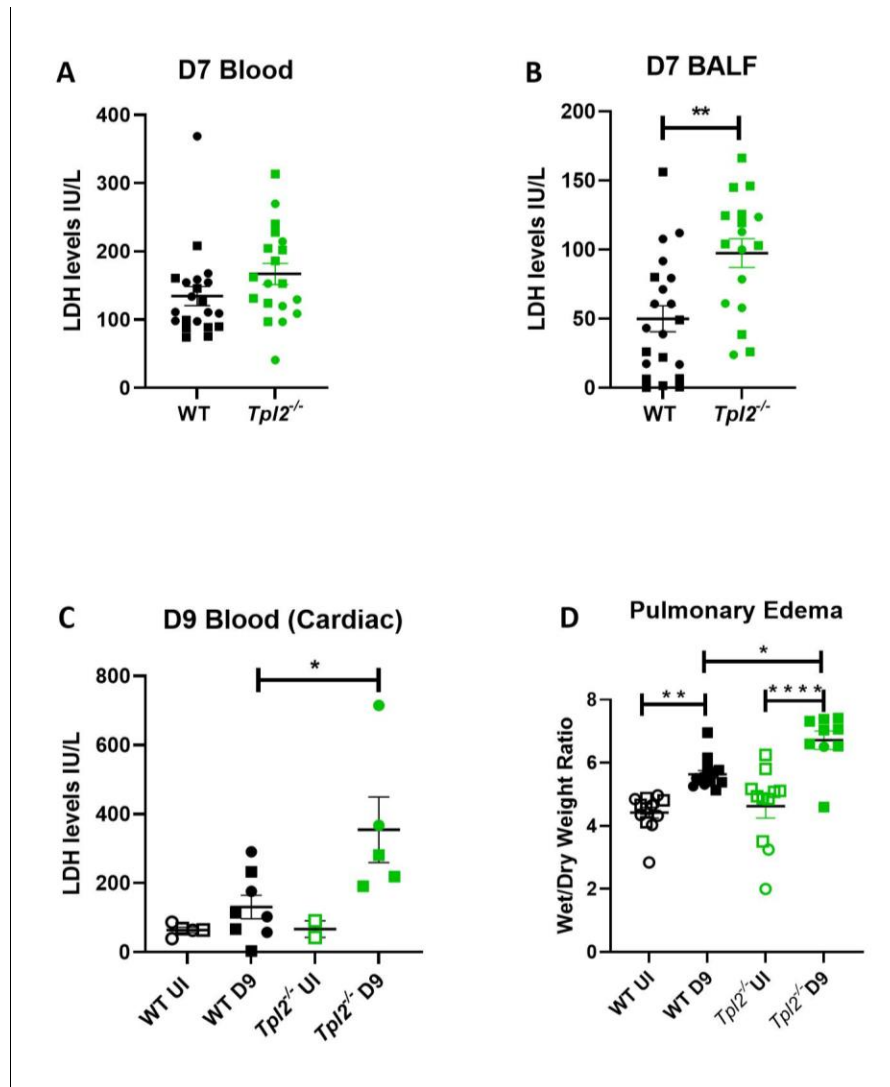 A
D7 Blood
LDH levels IU/L
400
300
200
100
0
WT
Tpl2-/-
B
D7 BALF
**
LDH levels IU/L
200
150
100
50
0
WT
Tpl2-/-
C
D9 Blood (Cardiac)
*
LDH levels IU/L
800
600
400
200
0
WT UI
WT D9
Tpl2-/- UI
Tpl2-/- D9
D
Pulmonary Edema
*
**
****
Wet/Dry Weight Ratio
8
6
4
2
0
WT UI
WT D9
Tpl2-/- UI
Tpl2-/- D9